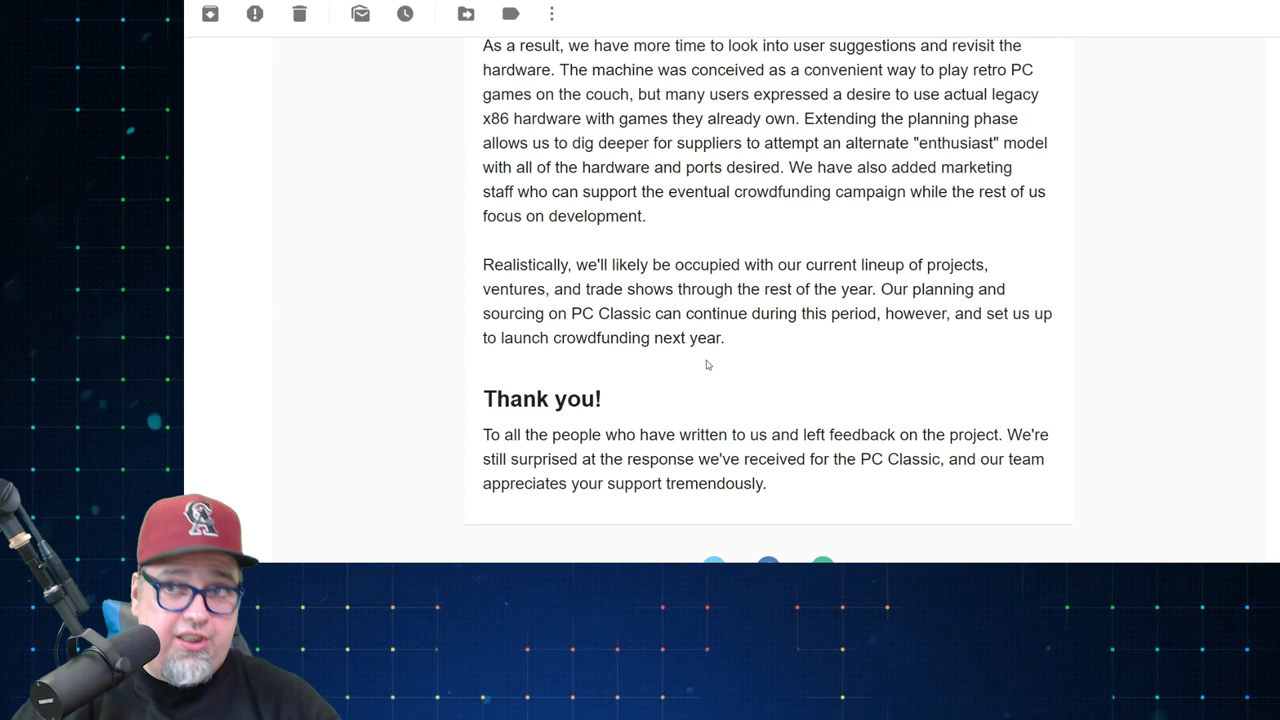 As a result, we have more time to look into user suggestions and revisit the
hardware. The machine was conceived as a convenient way to play retro PC
games on the couch, but many users expressed a desire to use actual legacy
x86 hardware with games they already own. Extending the planning phase
allows us to dig deeper for suppliers to attempt an alternate "enthusiast" model
with all of the hardware and ports desired. We have also added marketing
staff who can support the eventual crowdfunding campaign while the rest of us
focus on development.
Realistically, we'll likely be occupied with our current lineup of projects,
ventures, and trade shows through the rest of the year. Our planning and
sourcing on PC Classic can continue during this period, however, and set us up
to launch crowdfunding next year.
Thank you!
To all the people who have written to us and left feedback on the project. We're
still surprised at the response we've received for the PC Classic, and our team
appreciates your support tremendously.